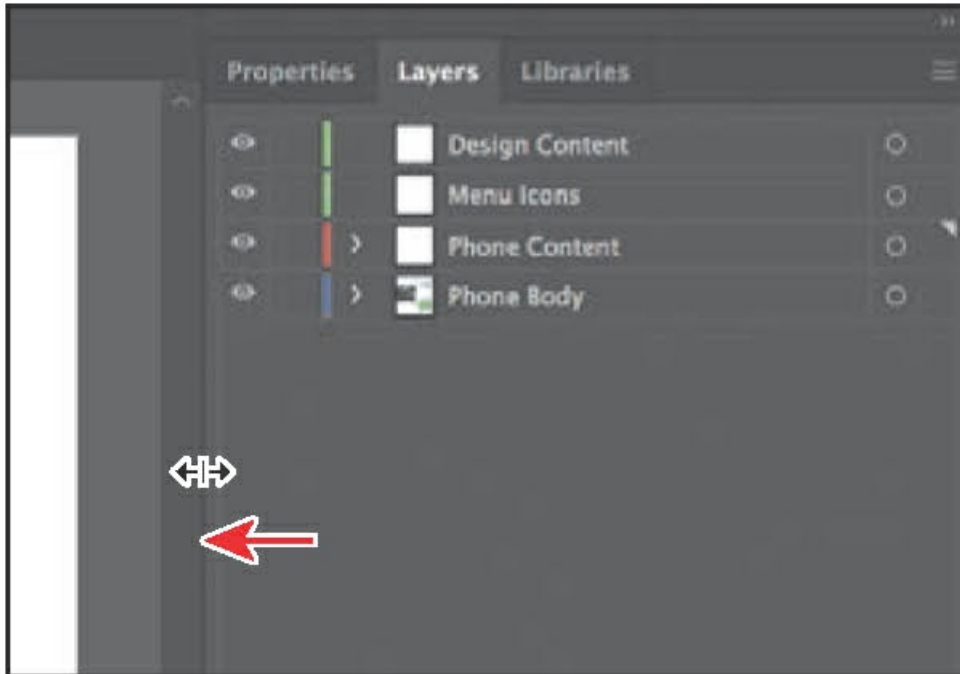 Properties Layers Libraries
Design Content
Menu Icons
Phone Content
Phone Body